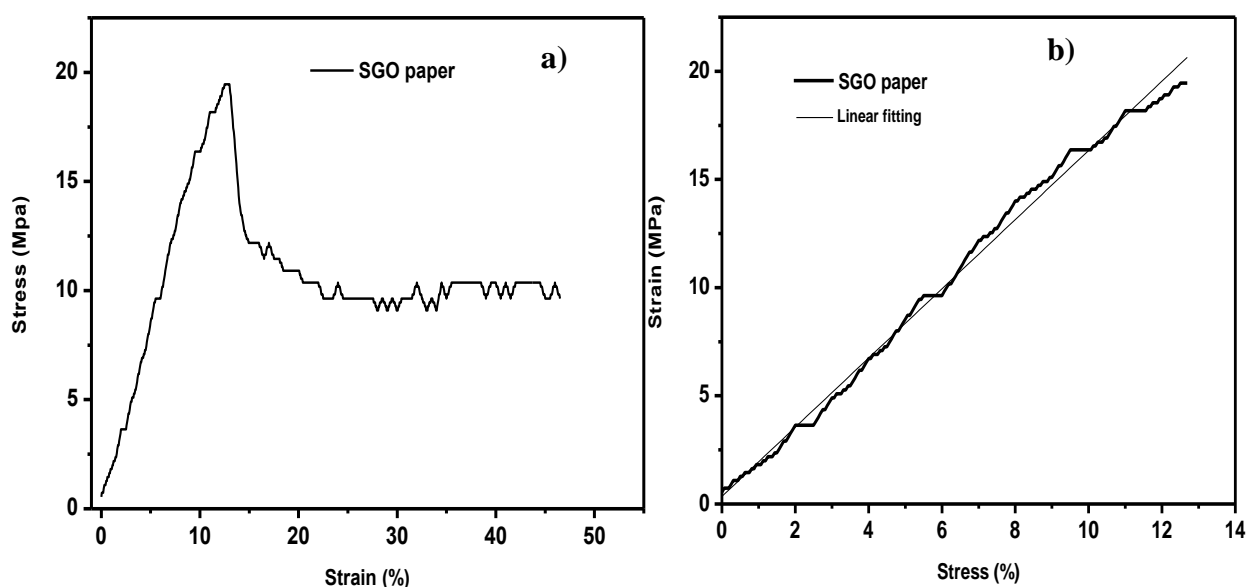 a)
SGO paper
20
15
10
5
0
Stress (Mpa)
0 10 20 30 40 50
Strain (%)
b)
SGO paper
Linear fitting
20
15
10
5
0
Strain (MPa)
0 2 4 6 8 10 12 14
Stress (%)